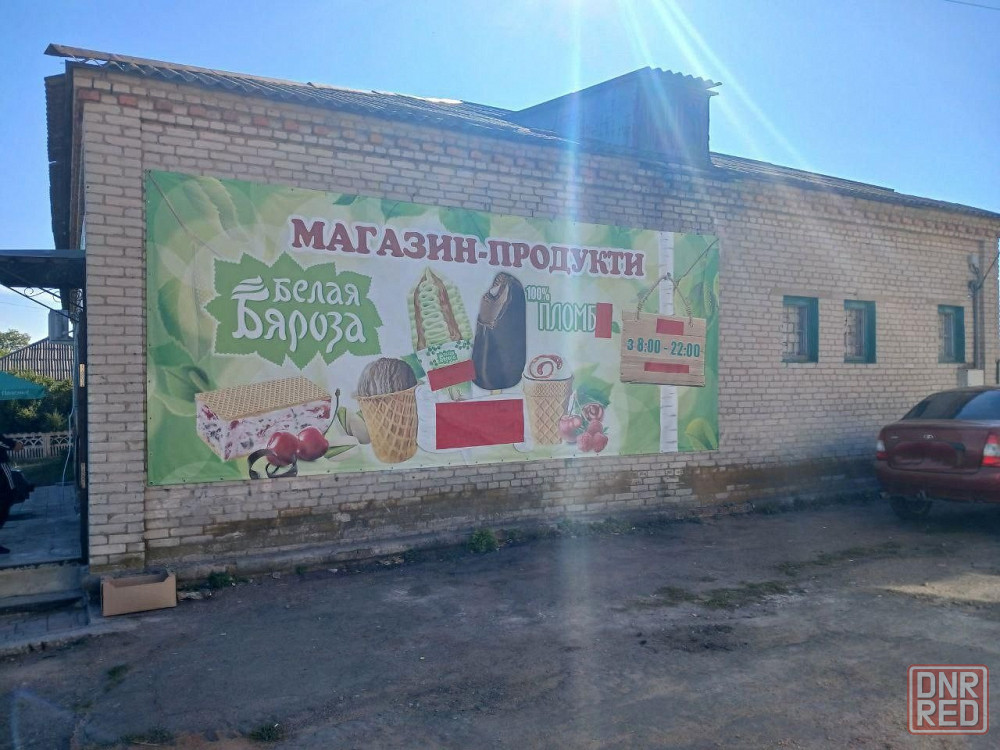 МАГАЗИН-ПРОДУКТИ
Белая
Бяроза
100%
ПЛОМБ
з 8:00 - 22:00
DNR
RED